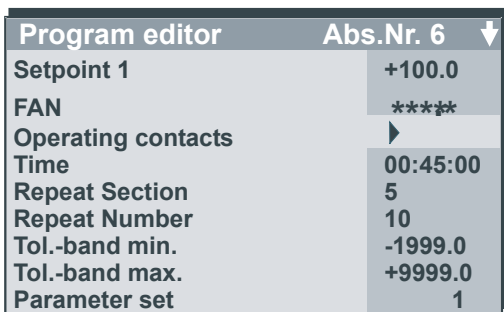 Program editor Abs.Nr. 6
Setpoint 1 +100.0
FAN *****
Operating contacts
Time 00:45:00
Repeat Section 5
Repeat Number 10
Tol.-band min. -1999.0
Tol.-band max. +9999.0
Parameter set 1